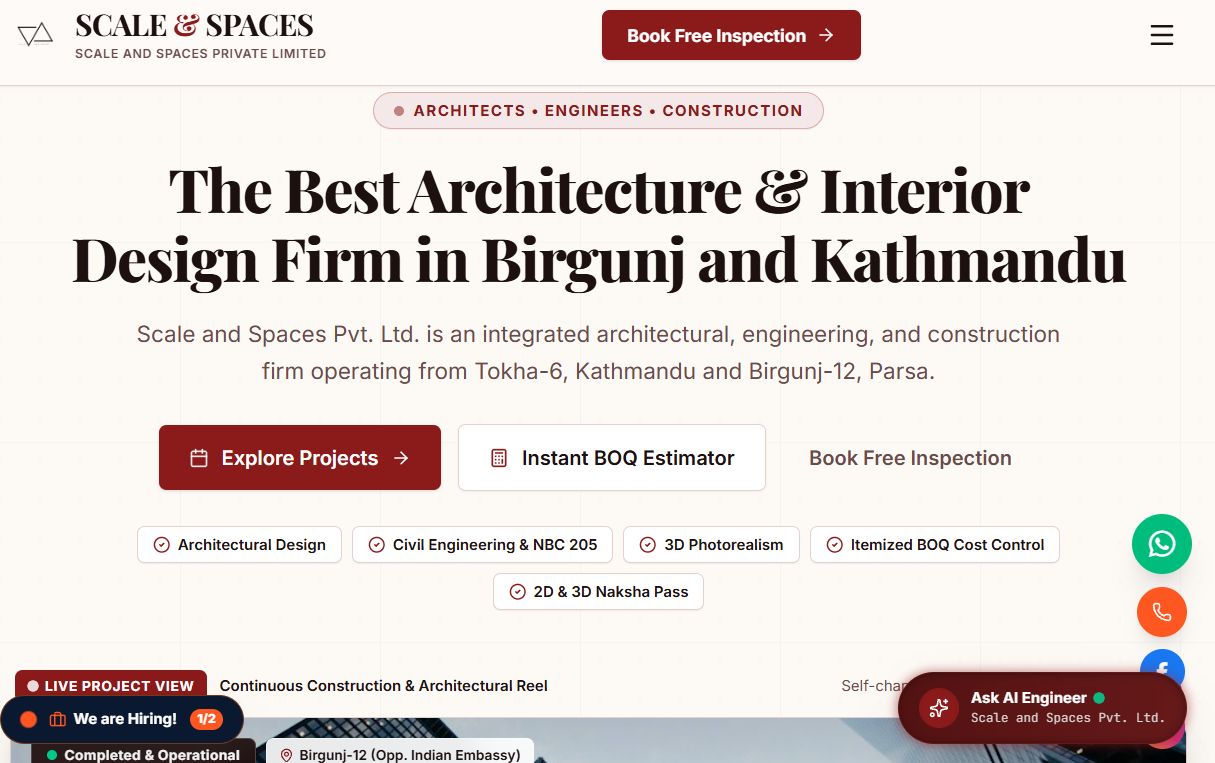 SCALE & SPACES
SCALE AND SPACES PRIVATE LIMITED
Book Free Inspection
ARCHITECTS • ENGINEERS • CONSTRUCTION
The Best Architecture & Interior
Design Firm in Birgunj and Kathmandu
Scale and Spaces Pvt. Ltd. is an integrated architectural, engineering, and construction
firm operating from Tokha-6, Kathmandu and Birgunj-12, Parsa.
Explore Projects
Instant BOQ Estimator
Book Free Inspection
Architectural Design
Civil Engineering & NBC 205
3D Photorealism
Itemized BOQ Cost Control
2D & 3D Naksha Pass
LIVE PROJECT VIEW
Continuous Construction & Architectural Reel
We are Hiring! 1/2
Ask AI Engineer
Scale and Spaces Pvt. Ltd.
Completed & Operational
Birgunj-12 (Opp. Indian Embassy)